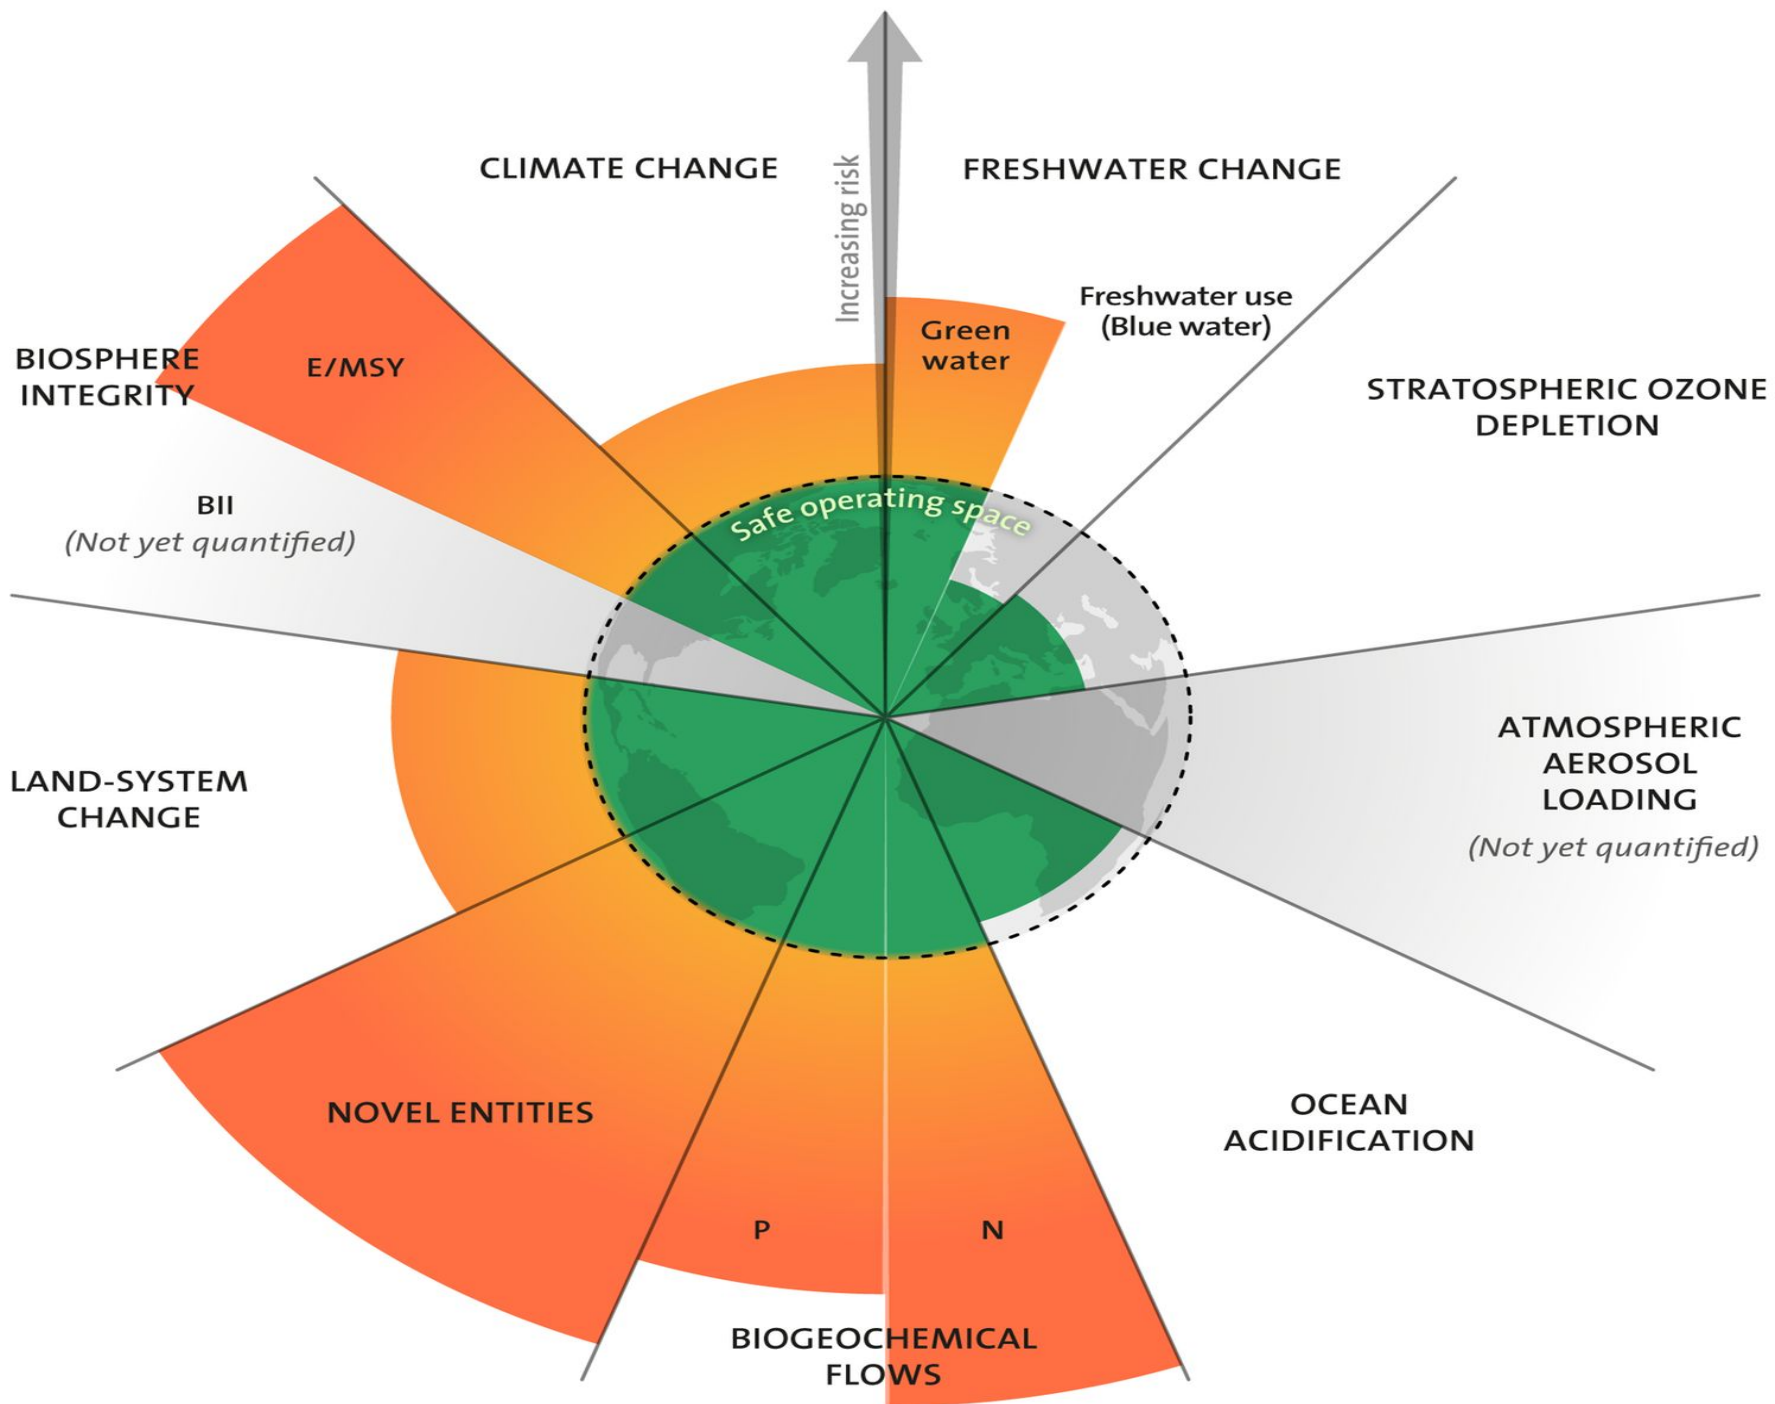 CLIMATE CHANGE
Increasing risk
FRESHWATER CHANGE
Green
water
Freshwater use
(Blue water)
STRATOSPHERIC OZONE
DEPLETION
BIOSPHERE
INTEGRITY
E/MSY
BII
(Not yet quantified)
Safe operating space
ATMOSPHERIC
AEROSOL
LOADING
(Not yet quantified)
LAND-SYSTEM
CHANGE
NOVEL ENTITIES
OCEAN
ACIDIFICATION
P
N
BIOGEOCHEMICAL
FLOWS